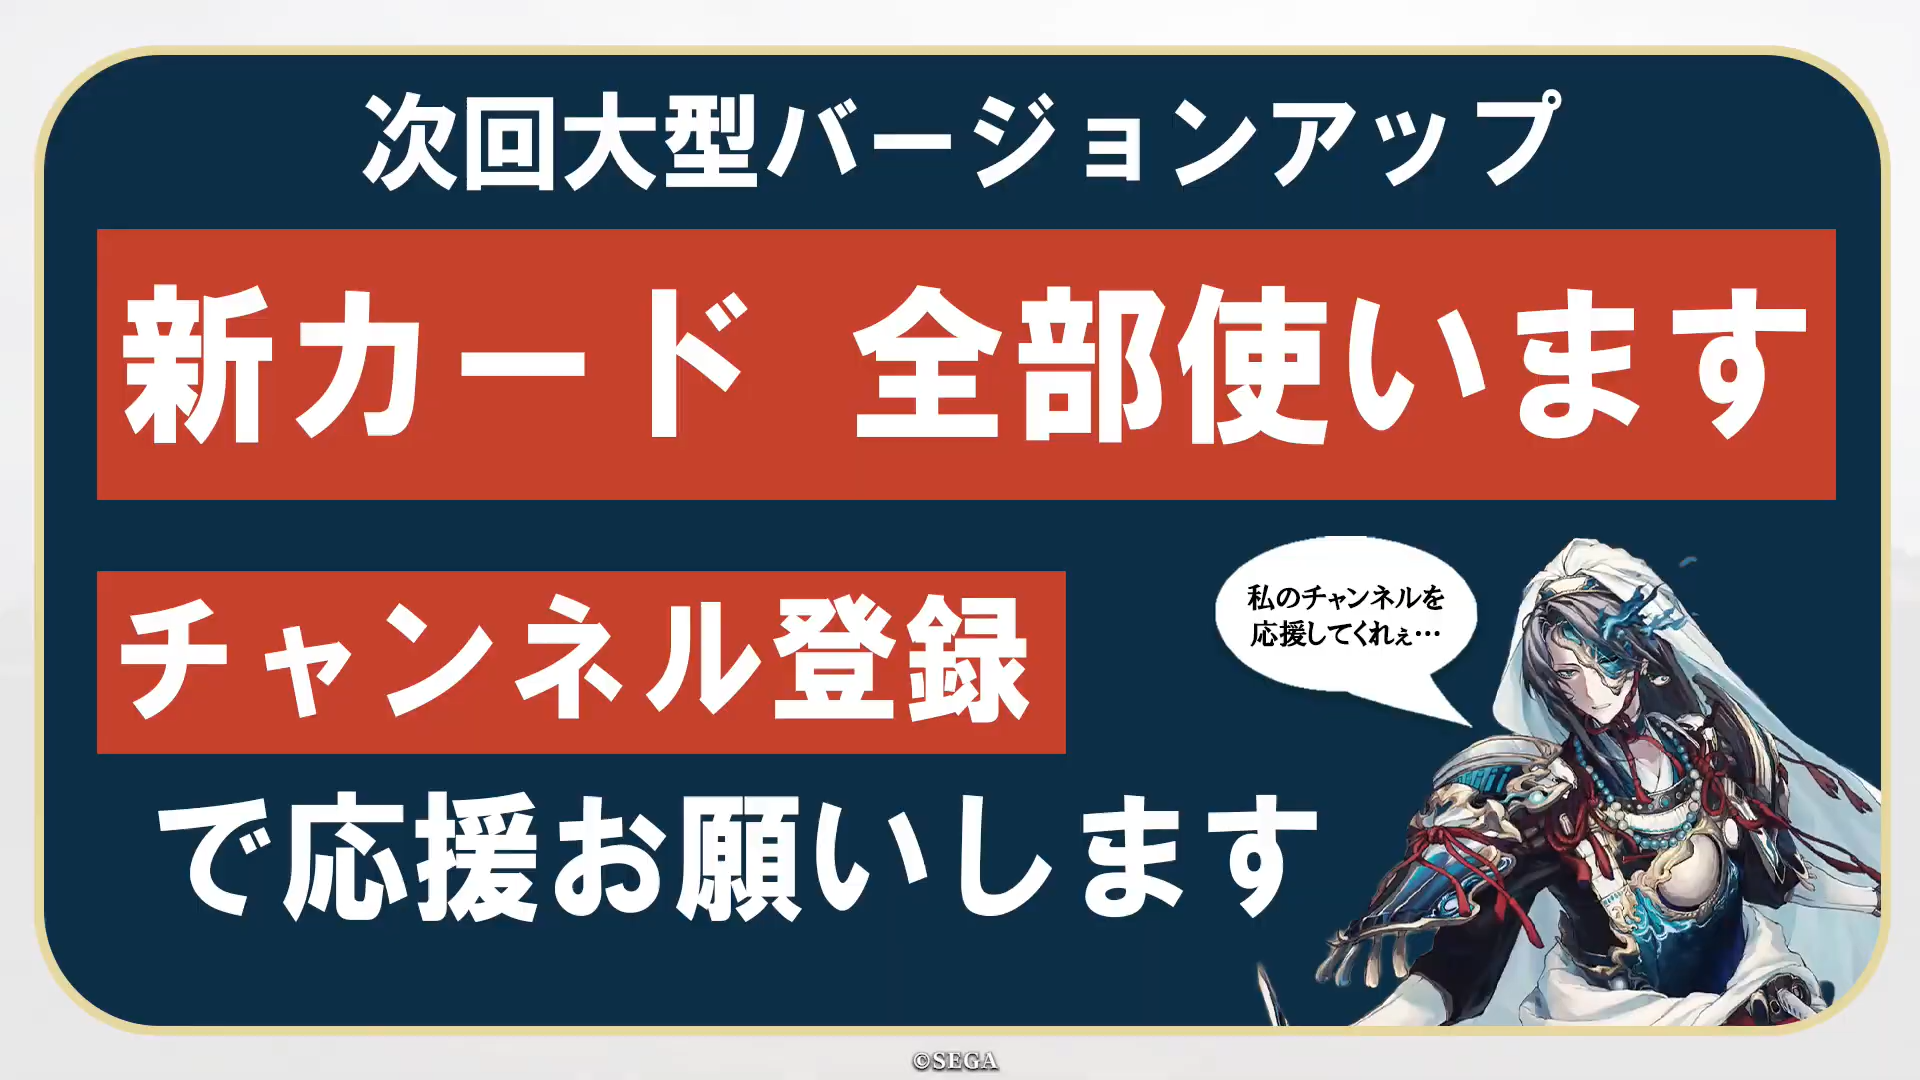 次回大型バージョンアップ
新カード 全部使います
チャンネル登録
で応援お願いします
私のチャンネルを
応援してくれぇ…
©SEGA